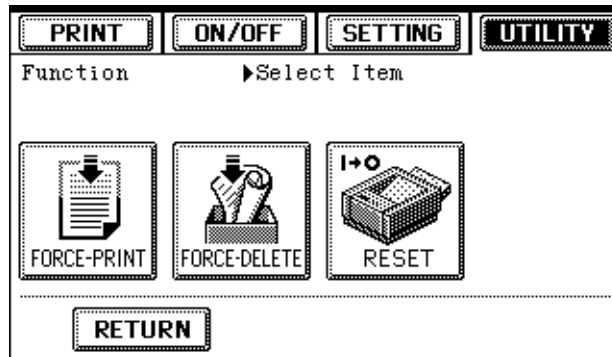 PRINT ON/OFF SETTING UTILITY
Function ▶Select Item
I→O
FORCE-PRINT FORCE-DELETE RESET
RETURN